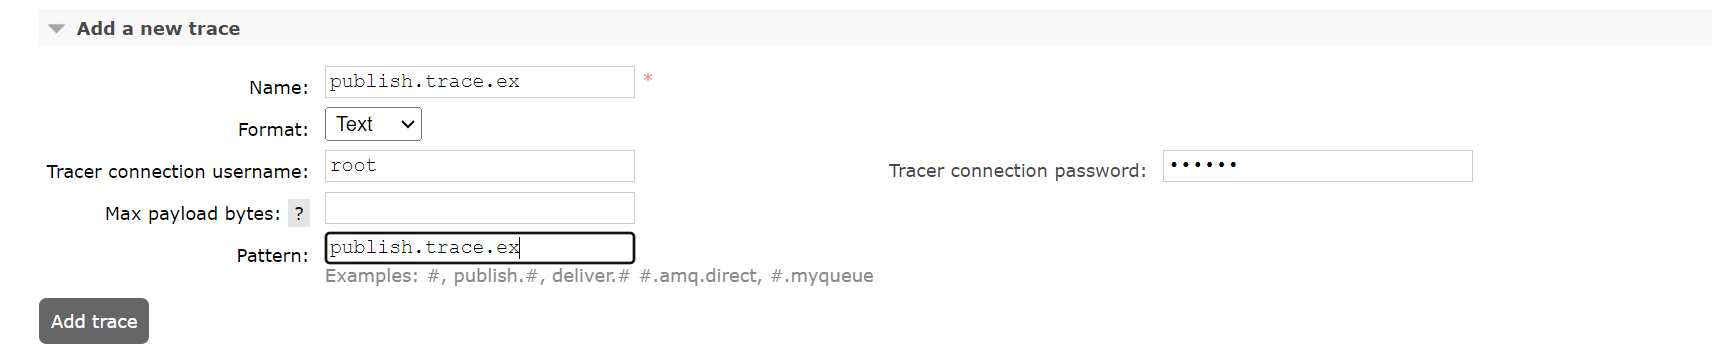 Add a new trace
Name: publish.trace.ex *
Format: Text
Tracer connection username: root Tracer connection password: ••••••
Max payload bytes: ?
Pattern: publish.trace.ex
Examples: #, publish.#, deliver.# #.amq.direct, #.myqueue
Add trace